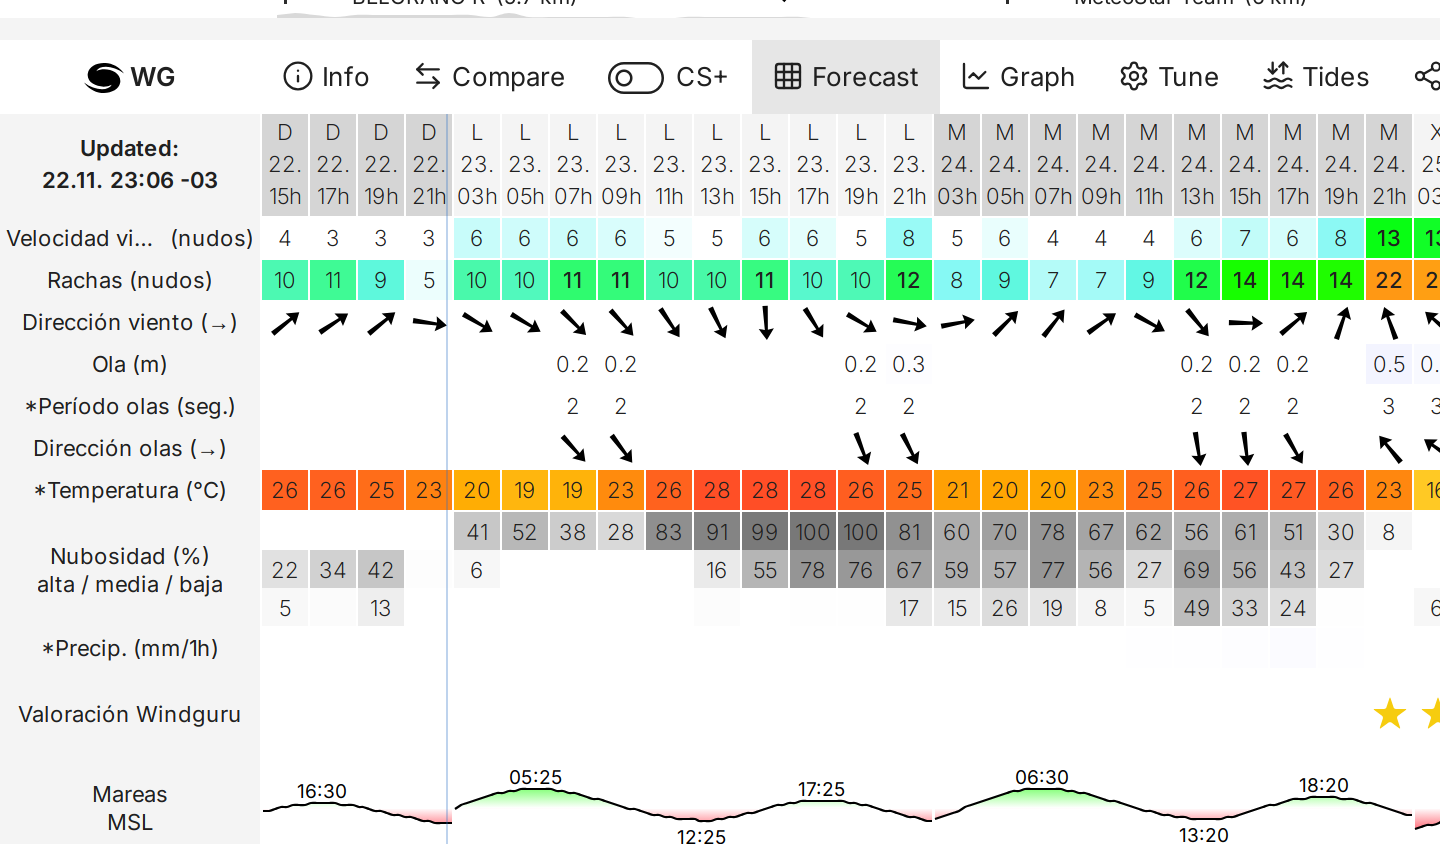 BELGRANO R (3.7 km)
MeteoStar Team (6 km)
WG Info Compare CS+ Forecast Graph Tune Tides
Updated:
22.11. 23:06 -03
D D D D L L L L L L L L L L M M M M M M M M M M X
22. 22. 22. 22. 23. 23. 23. 23. 23. 23. 23. 23. 23. 23. 24. 24. 24. 24. 24. 24. 24. 24. 24. 24.
15h 17h 19h 21h 03h 05h 07h 09h 11h 13h 15h 17h 19h 21h 03h 05h 07h 09h 11h 13h 15h 17h 19h 21h
Velocidad vi... (nudos) 4 3 3 3 6 6 6 6 5 5 6 6 5 8 5 6 4 4 4 6 7 6 8 13
Rachas (nudos) 10 11 9 5 10 10 11 11 10 10 11 10 10 12 8 9 7 7 9 12 14 14 14 22
Dirección viento (→)
Ola (m) 0.2 0.2 0.2 0.3 0.2 0.2 0.2 0.5
*Período olas (seg.) 2 2 2 2 2 2 2 3
Dirección olas (→)
*Temperatura (°C) 26 26 25 23 20 19 19 23 26 28 28 28 26 25 21 20 20 23 25 26 27 27 26 23
41 52 38 28 83 91 99 100 100 81 60 70 78 67 62 56 61 51 30 8
Nubosidad (%)
alta / media / baja
22 34 42 6 16 55 78 76 67 59 57 77 56 27 69 56 43 27
5 13 17 15 26 19 8 5 49 33 24
*Precip. (mm/1h)
Valoración Windguru
Mareas
MSL
16:30 05:25 12:25 17:25 06:30 13:20 18:20